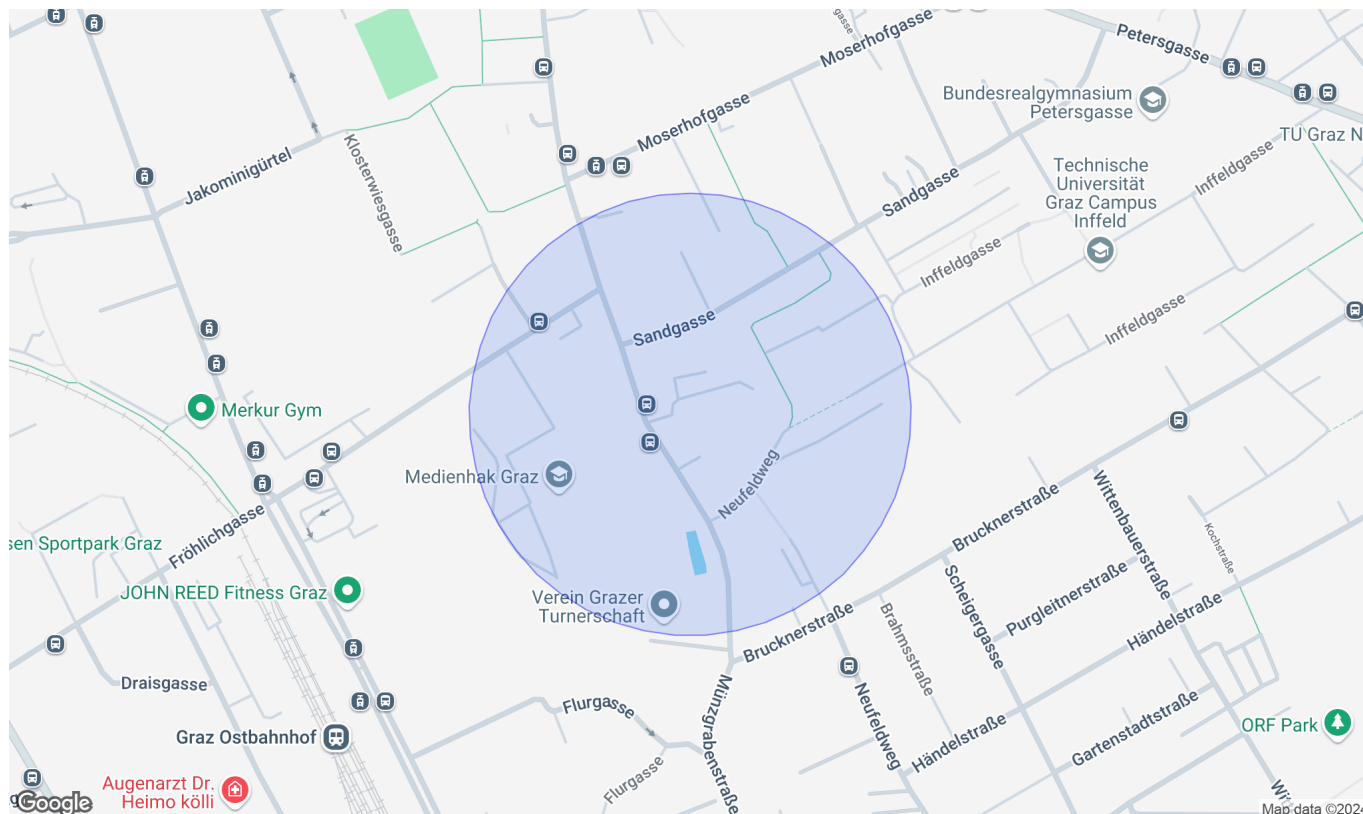 gasse
Moserhofgasse
Petersgasse
Bundesrealgymnasium
Petersgasse
Moserhofgasse
TU Graz N
Klosterwiesgasse
Jakominigürtel
Technische
Universität
Graz Campus
Inffeld
Inffeldgasse
Sandgasse
Inffeldgasse
Sandgasse
Inffeldgasse
Merkur Gym
Medienhak Graz
Neufeldweg
Fröhlichgasse
sen Sportpark Graz
Brucknerstraße
Wittenbauerstraße
Kochstraße
JOHN REED Fitness Graz
Verein Grazer
Turnerschaft
Scheigergasse
Purgleitnerstraße
Händelstraße
Brucknerstraße
Brahmsstraße
Draisgasse
Münzgrabenstraße
Neufeldweg
Flurgasse
Graz Ostbahnhof
Händelstraße
Gartenstadtstraße
ORF Park
Flurgasse
Augenarzt Dr.
Heimo kölli
Google
Map data ©2024